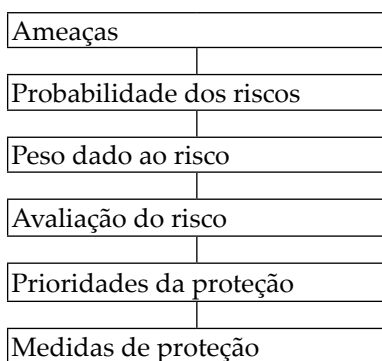 Ameaças
Probabilidade dos riscos
Peso dado ao risco
Avaliação do risco
Prioridades da proteção
Medidas de proteção